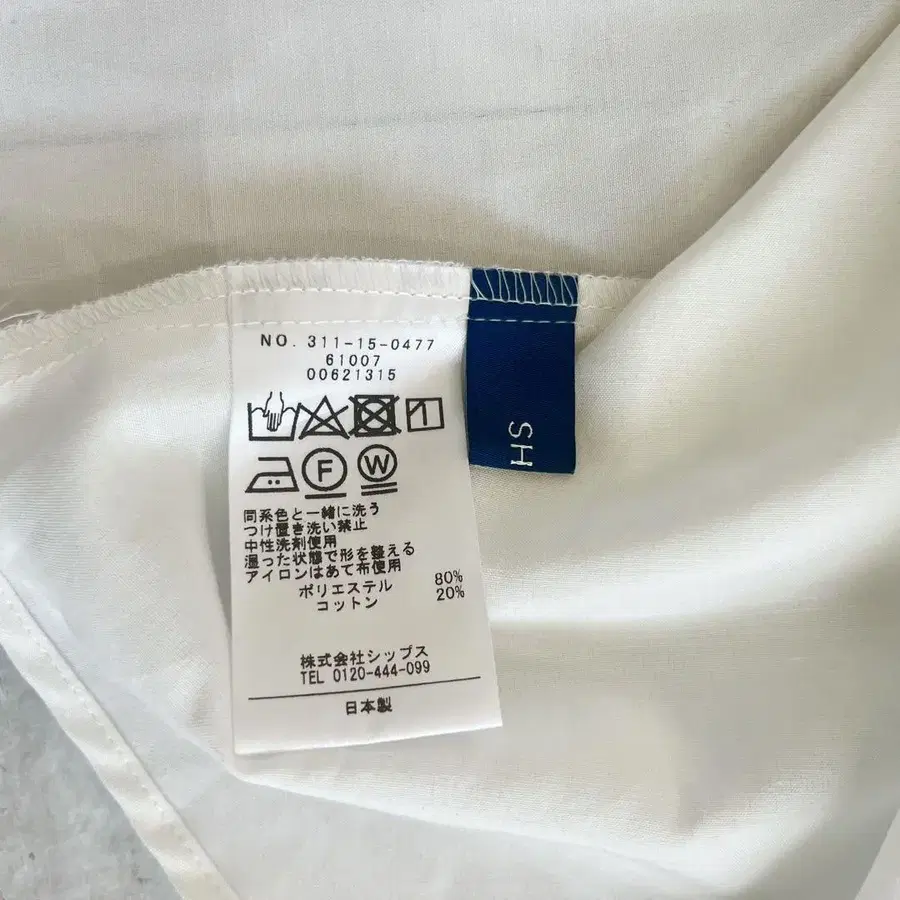 NO. 311-15-0477
61007
00621315
F W
同系色と一緒に洗う
つけ置き洗い禁止
中性洗剤使用
湿った状態で形を整える
アイロンはあて布使用
ポリエステル 80%
コットン 20%
株式会社シップス
TEL 0120-444-099
日本製
SH